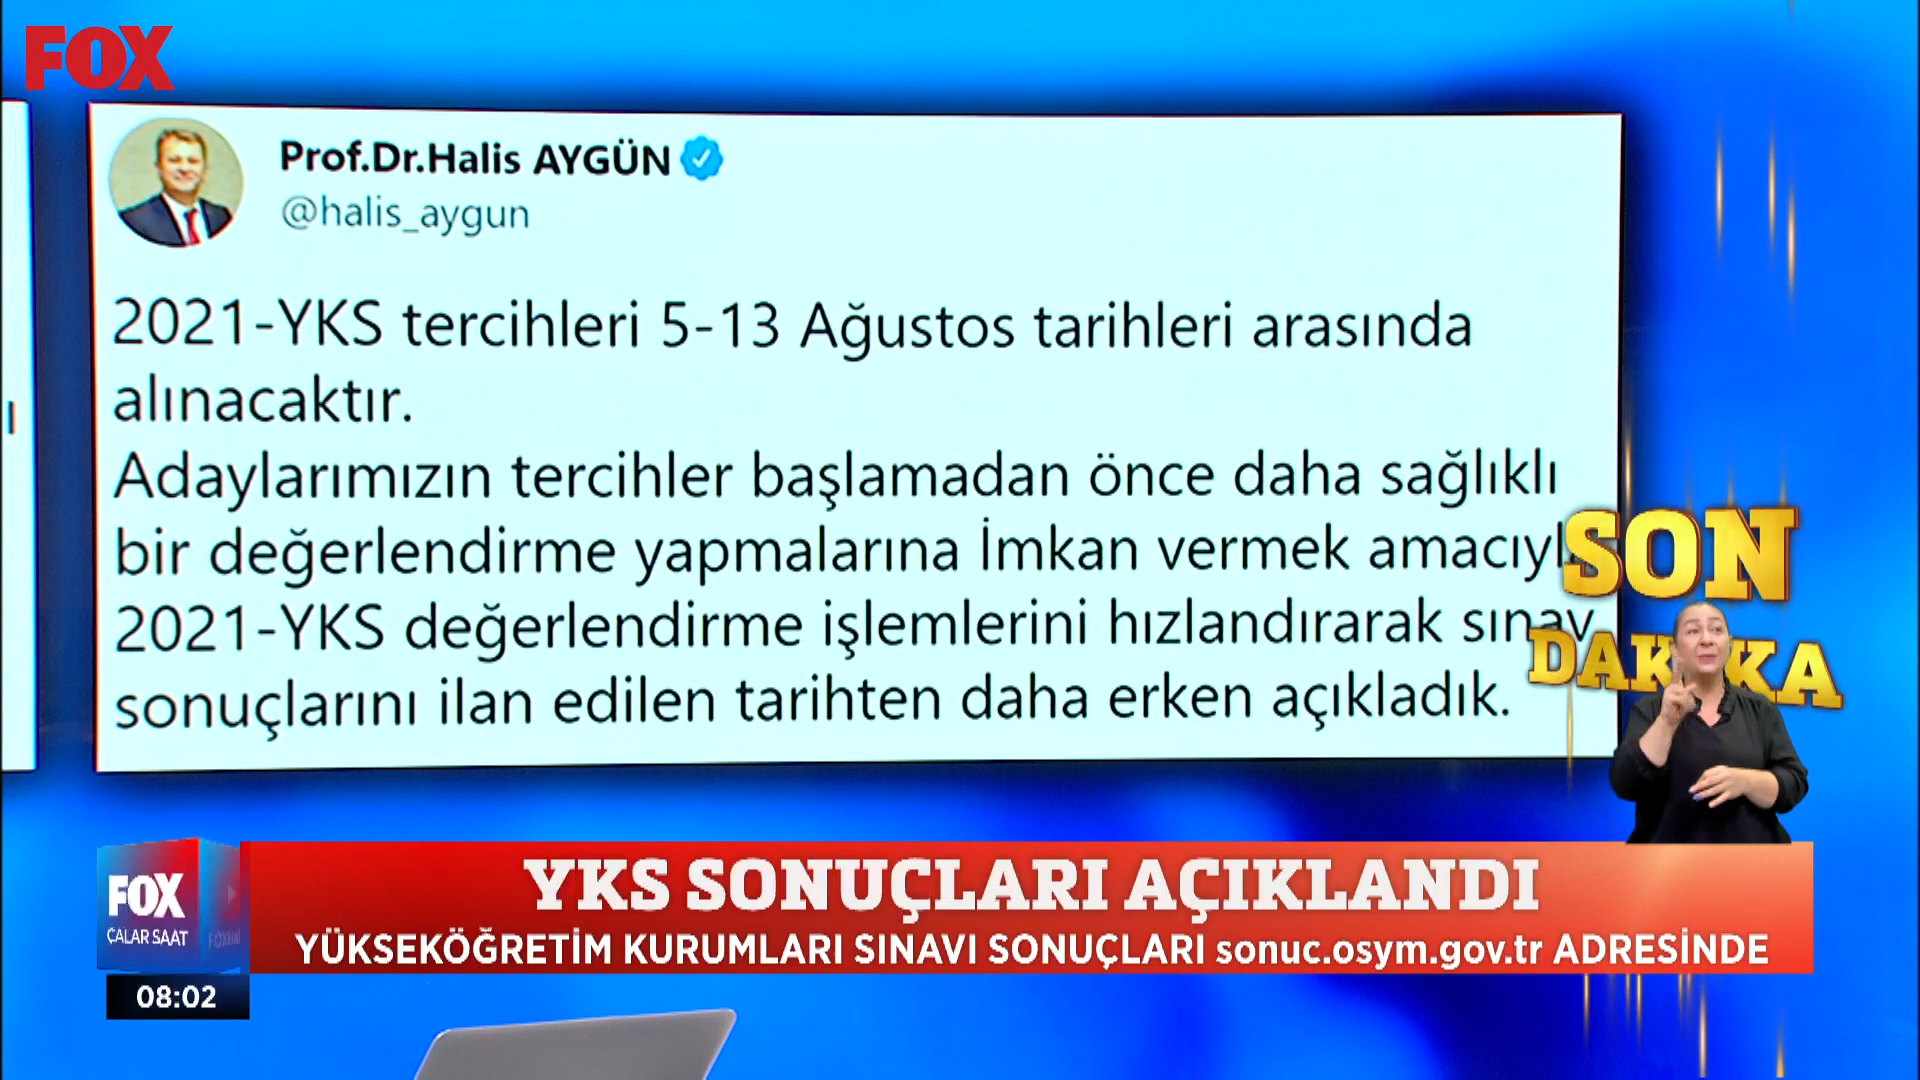 FOX
Prof.Dr.Halis AYGÜN
@halis_aygun
2021-YKS tercihleri 5-13 Ağustos tarihleri arasında
alınacaktır.
Adaylarımızın tercihler başlamadan önce daha sağlıklı
bir değerlendirme yapmalarına İmkan vermek amacıyla
2021-YKS değerlendirme işlemlerini hızlandırarak sınav
sonuçlarını ilan edilen tarihten daha erken açıkladık.
SON
DAKİKA
YKS SONUÇLARI AÇIKLANDI
FOX
ÇALAR SAAT
YÜKSEKÖĞRETİM KURUMLARI SINAVI SONUÇLARI sonuc.osym.gov.tr ADRESİNDE
08:02